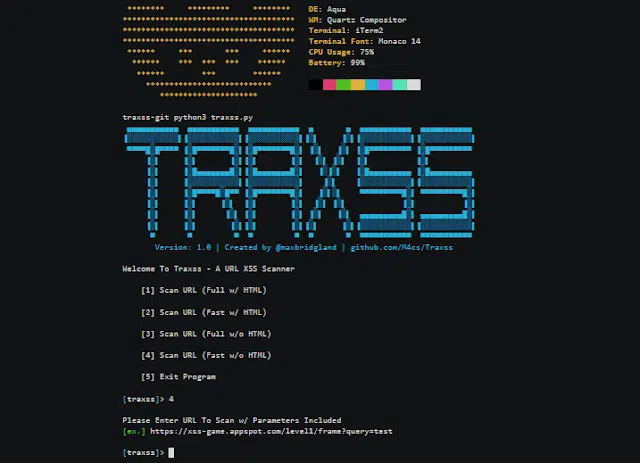 DE: Aqua
WM: Quartz Compositor
Terminal: iTerm2
Terminal Font: Monaco 14
CPU Usage: 75%
Battery: 99%
traxss-git python3 traxss.py
TRAXSS
Version: 1.0 | Created by @maxbridgland | github.com/M4cs/Traxss
Welcome To Traxss - A URL XSS Scanner
[1] Scan URL (Full w/ HTML)
[2] Scan URL (Fast w/ HTML)
[3] Scan URL (Full w/o HTML)
[4] Scan URL (Fast w/o HTML)
[5] Exit Program
[traxss]> 4
Please Enter URL To Scan w/ Parameters Included
[ex.] https://xss-game.appspot.com/level1/frame?query=test
[traxss]>